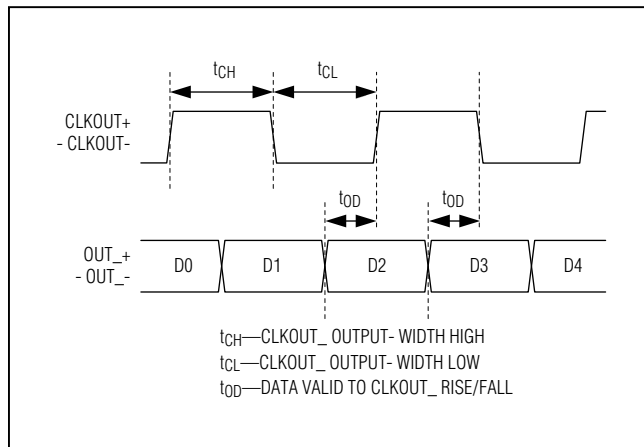 tCH tCL
CLKOUT+
- CLKOUT-
tOD tOD
OUT_+
- OUT_-
D0 D1 D2 D3 D4
tCH—CLKOUT_ OUTPUT- WIDTH HIGH
tCL—CLKOUT_ OUTPUT- WIDTH LOW
tOD—DATA VALID TO CLKOUT_ RISE/FALL